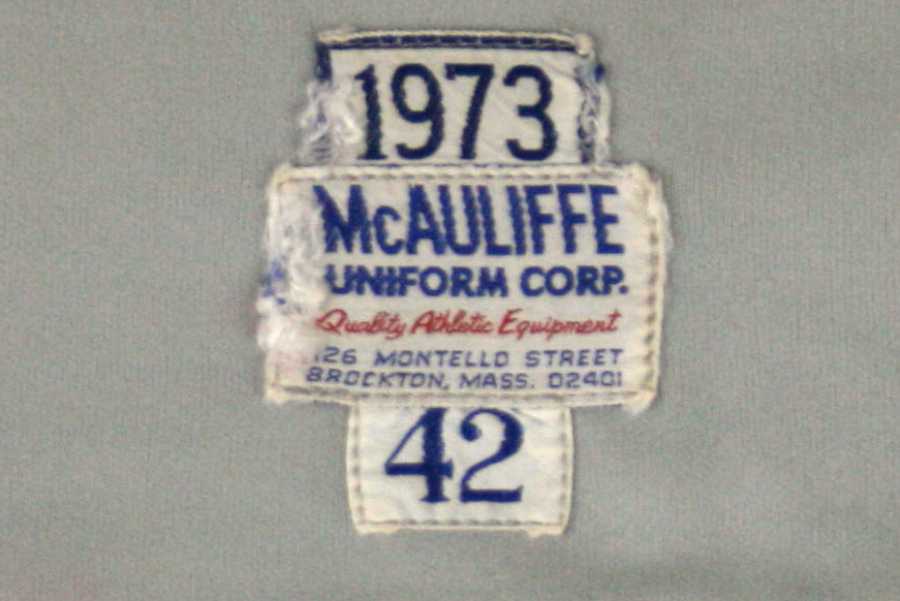 1973
McAULIFFE
UNIFORM CORP.
Quality Athletic Equipment
126 MONTELLO STREET
BROCKTON, MASS. 02401
42